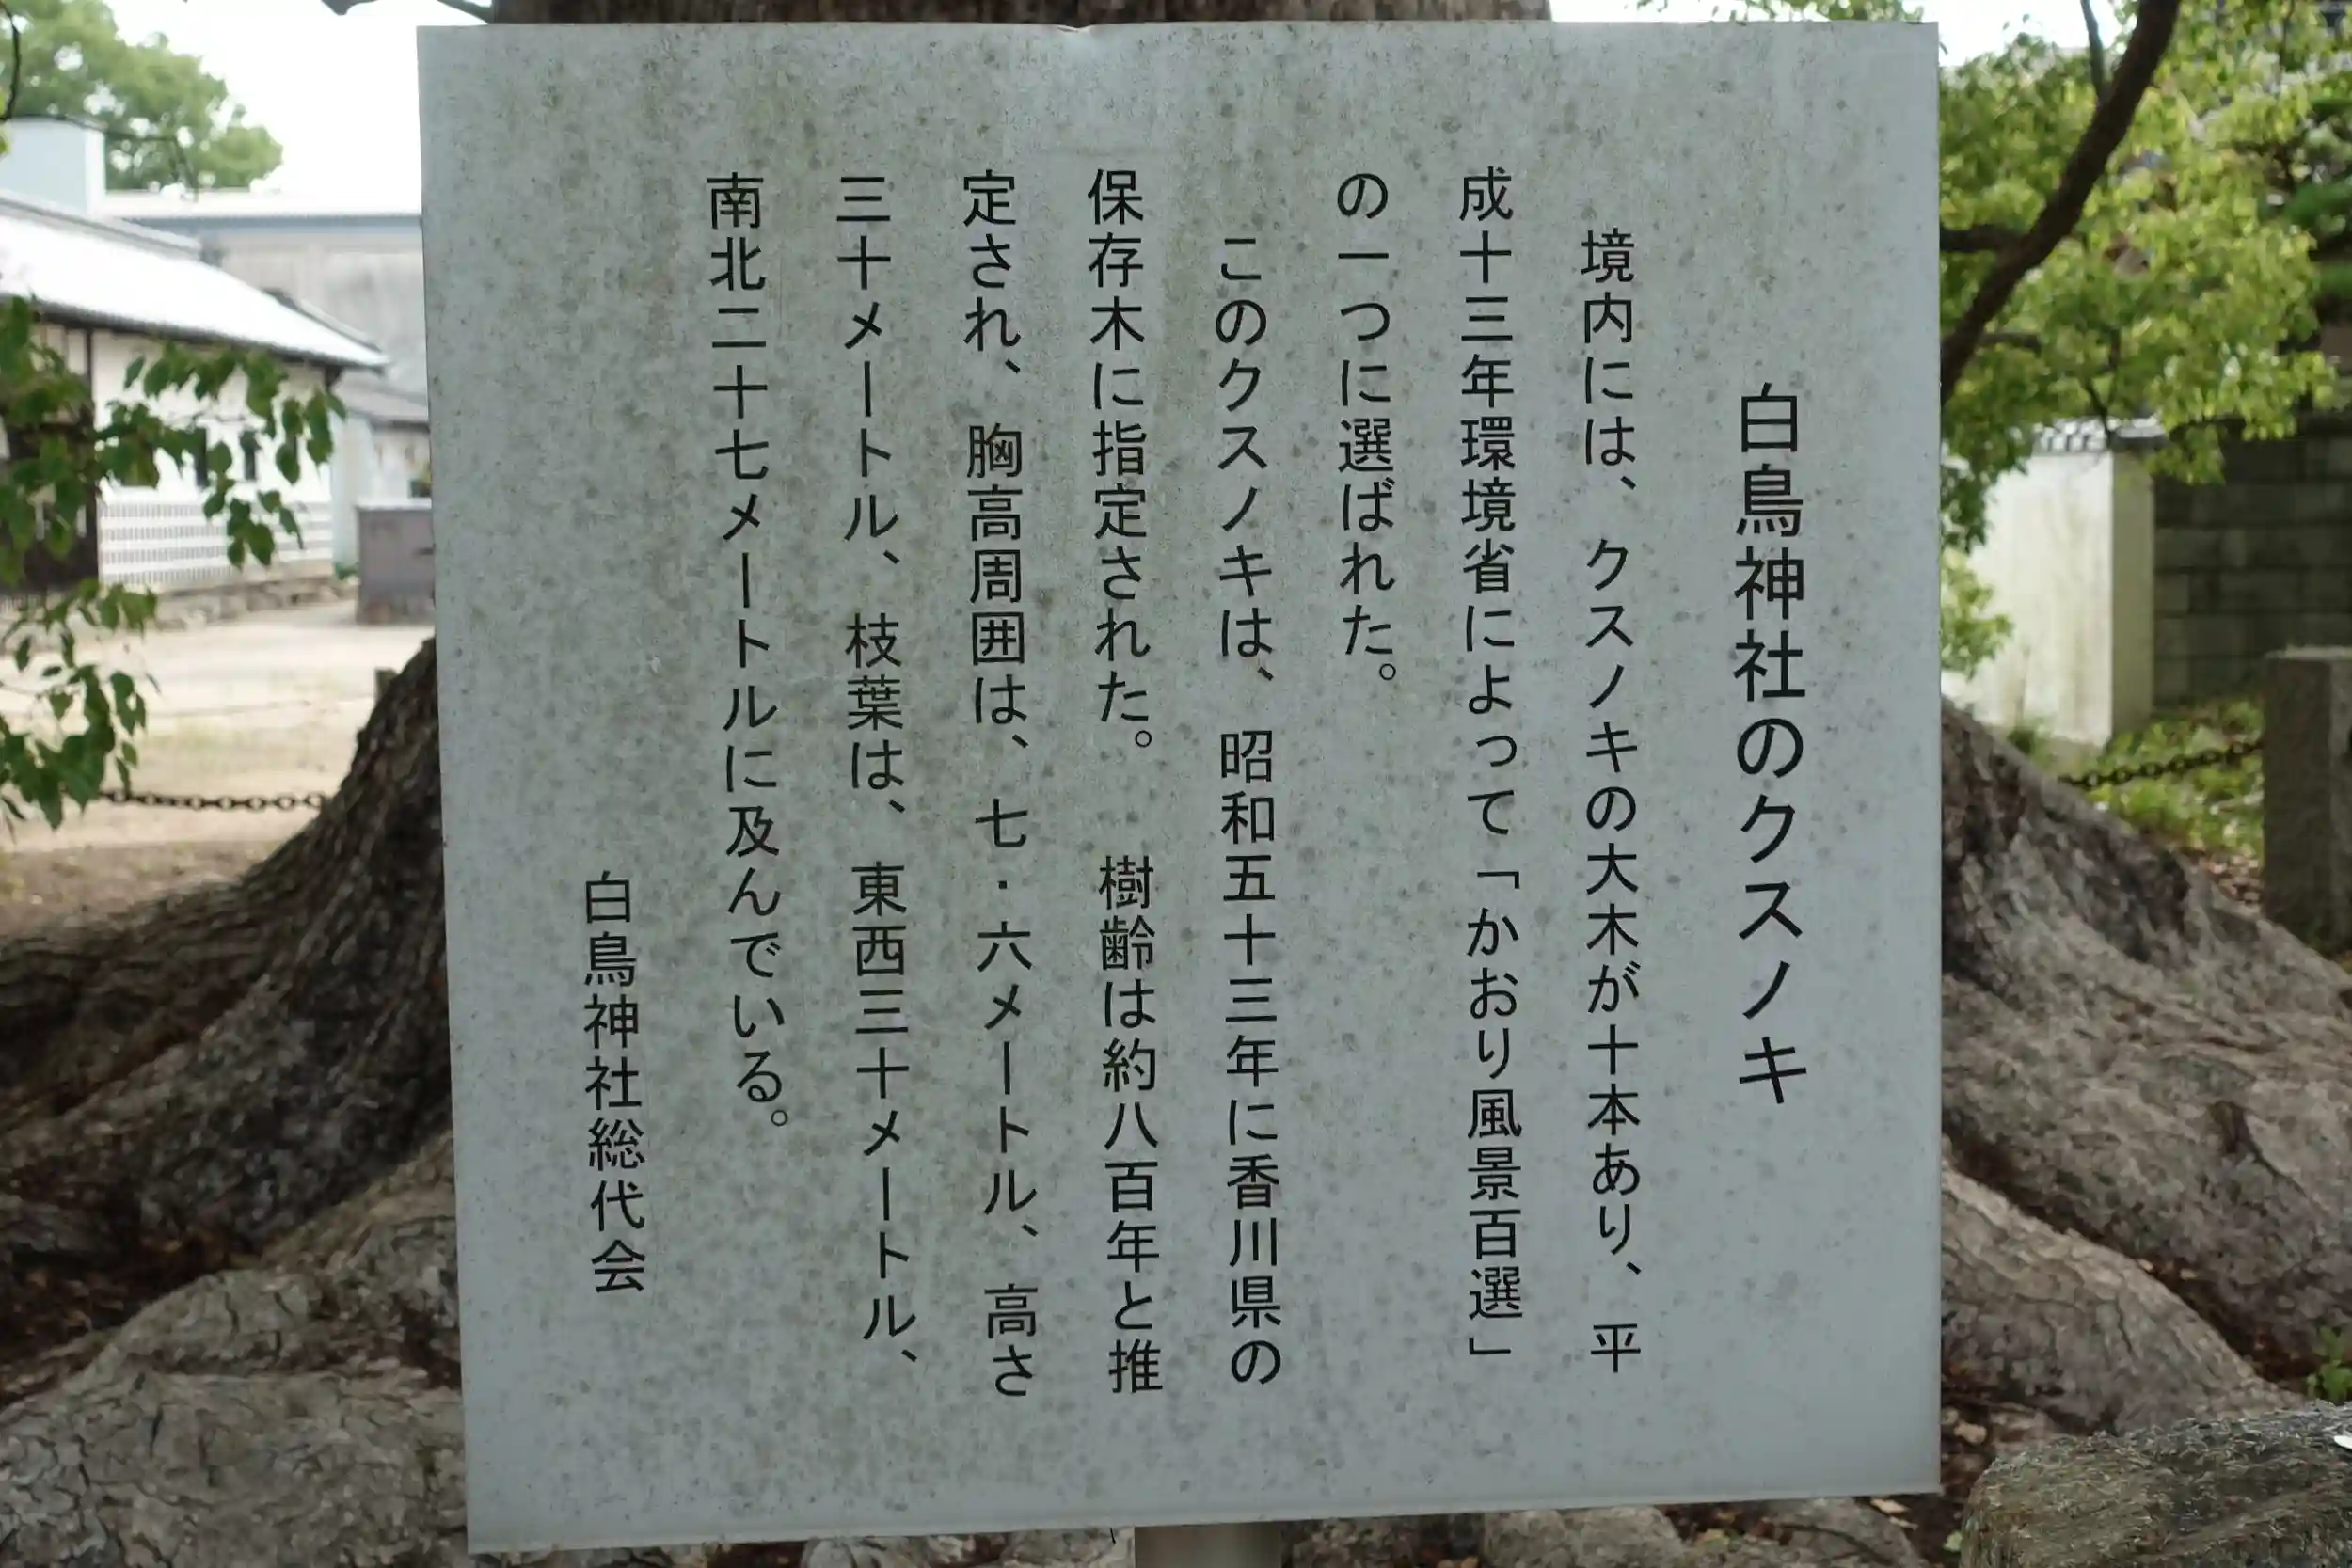 白鳥神社のクスノキ
境内には、クスノキの大木が十本あり、平
成十三年環境省によって「かおり風景百選」
の一つに選ばれた。
このクスノキは、昭和五十三年に香川県の
保存木に指定された。樹齢は約八百年と推
定され、胸高周囲は、七・六メートル、高さ
三十メートル、枝葉は、東西三十メートル、
南北二十七メートルに及んでいる。
白鳥神社総代会